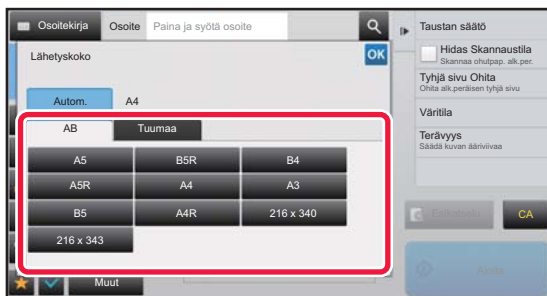 Osoitekirja Osoite Paina ja syötä osoite
Lähetyskoko OK
Autom. A4
AB Tuumaa
A5 B5R B4
A5R A4 A3
B5 A4R 216 x 340
216 x 343
Muut
Taustan säätö
Hidas Skannaustila
Skannaa ohutpap. alk.per.
Tyhjä sivu Ohita
Ohita alk.peräisen tyhjä sivu
Väritila
Terävyys
Säädä kuvan ääriviivaa
Esikatselu CA
Aloita